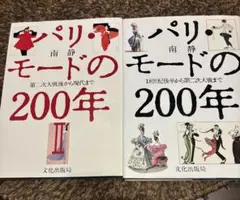 パリ・
南静
モードの
第二次大戦後から現代まで
200年
II
文化出版局
パリ・
南静
モードの
18世紀後半から第二次大戦まで
200年
文化出版局